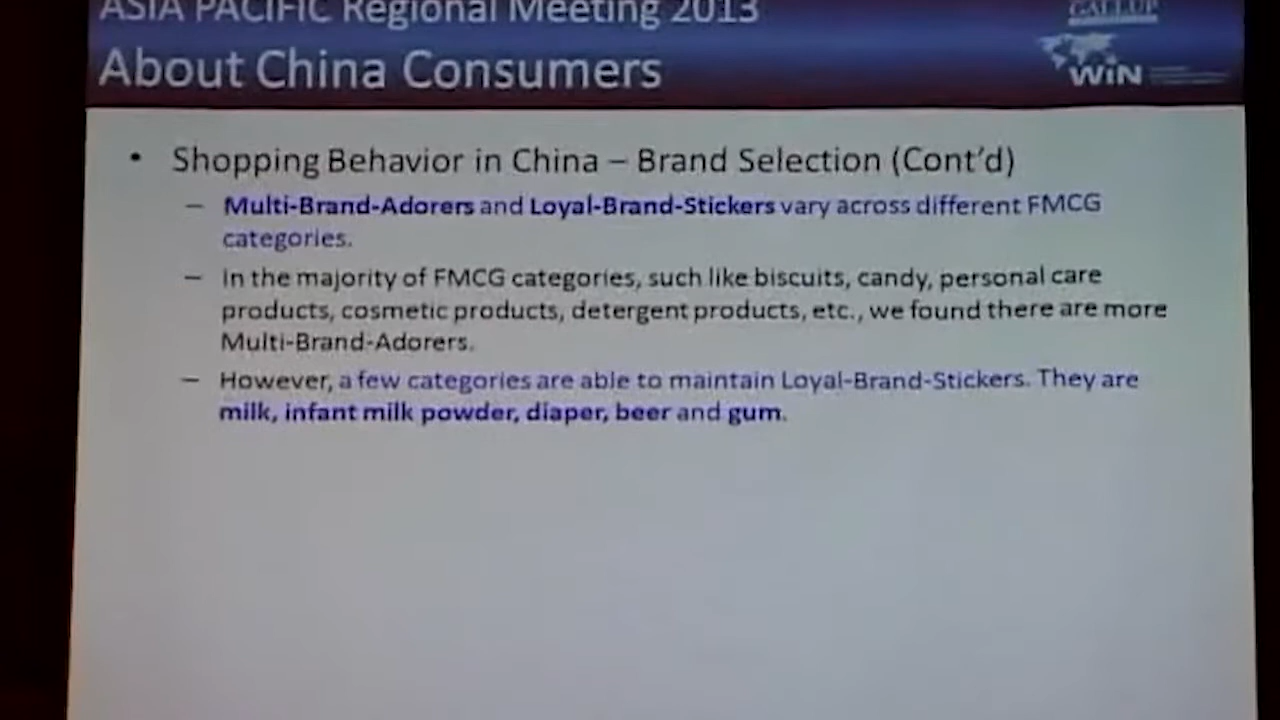 ASIA PACIFIC Regional Meeting 2013
GALLUP
About China Consumers
WIN
• Shopping Behavior in China – Brand Selection (Cont'd)
– Multi-Brand-Adorers and Loyal-Brand-Stickers vary across different FMCG
categories.
– In the majority of FMCG categories, such like biscuits, candy, personal care
products, cosmetic products, detergent products, etc., we found there are more
Multi-Brand-Adorers.
– However, a few categories are able to maintain Loyal-Brand-Stickers. They are
milk, infant milk powder, diaper, beer and gum.